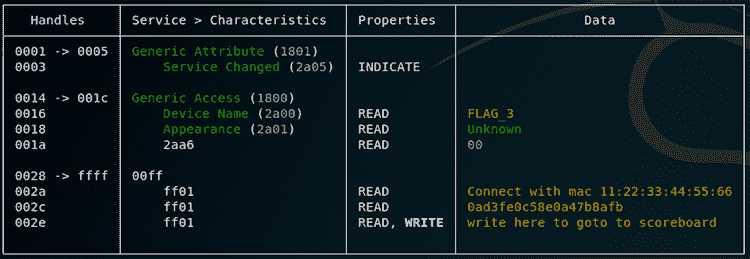 Handles Service > Characteristics Properties Data
0001 -> 0005 Generic Attribute (1801)
0003 Service Changed (2a05) INDICATE
0014 -> 001c Generic Access (1800)
0016 Device Name (2a00) READ FLAG_3
0018 Appearance (2a01) READ Unknown
001a 2aa6 READ 00
0028 -> ffff 00ff
002a ff01 READ Connect with mac 11:22:33:44:55:66
002c ff01 READ 0ad3fe0c58e0a47b8afb
002e ff01 READ, WRITE write here to goto to scoreboard